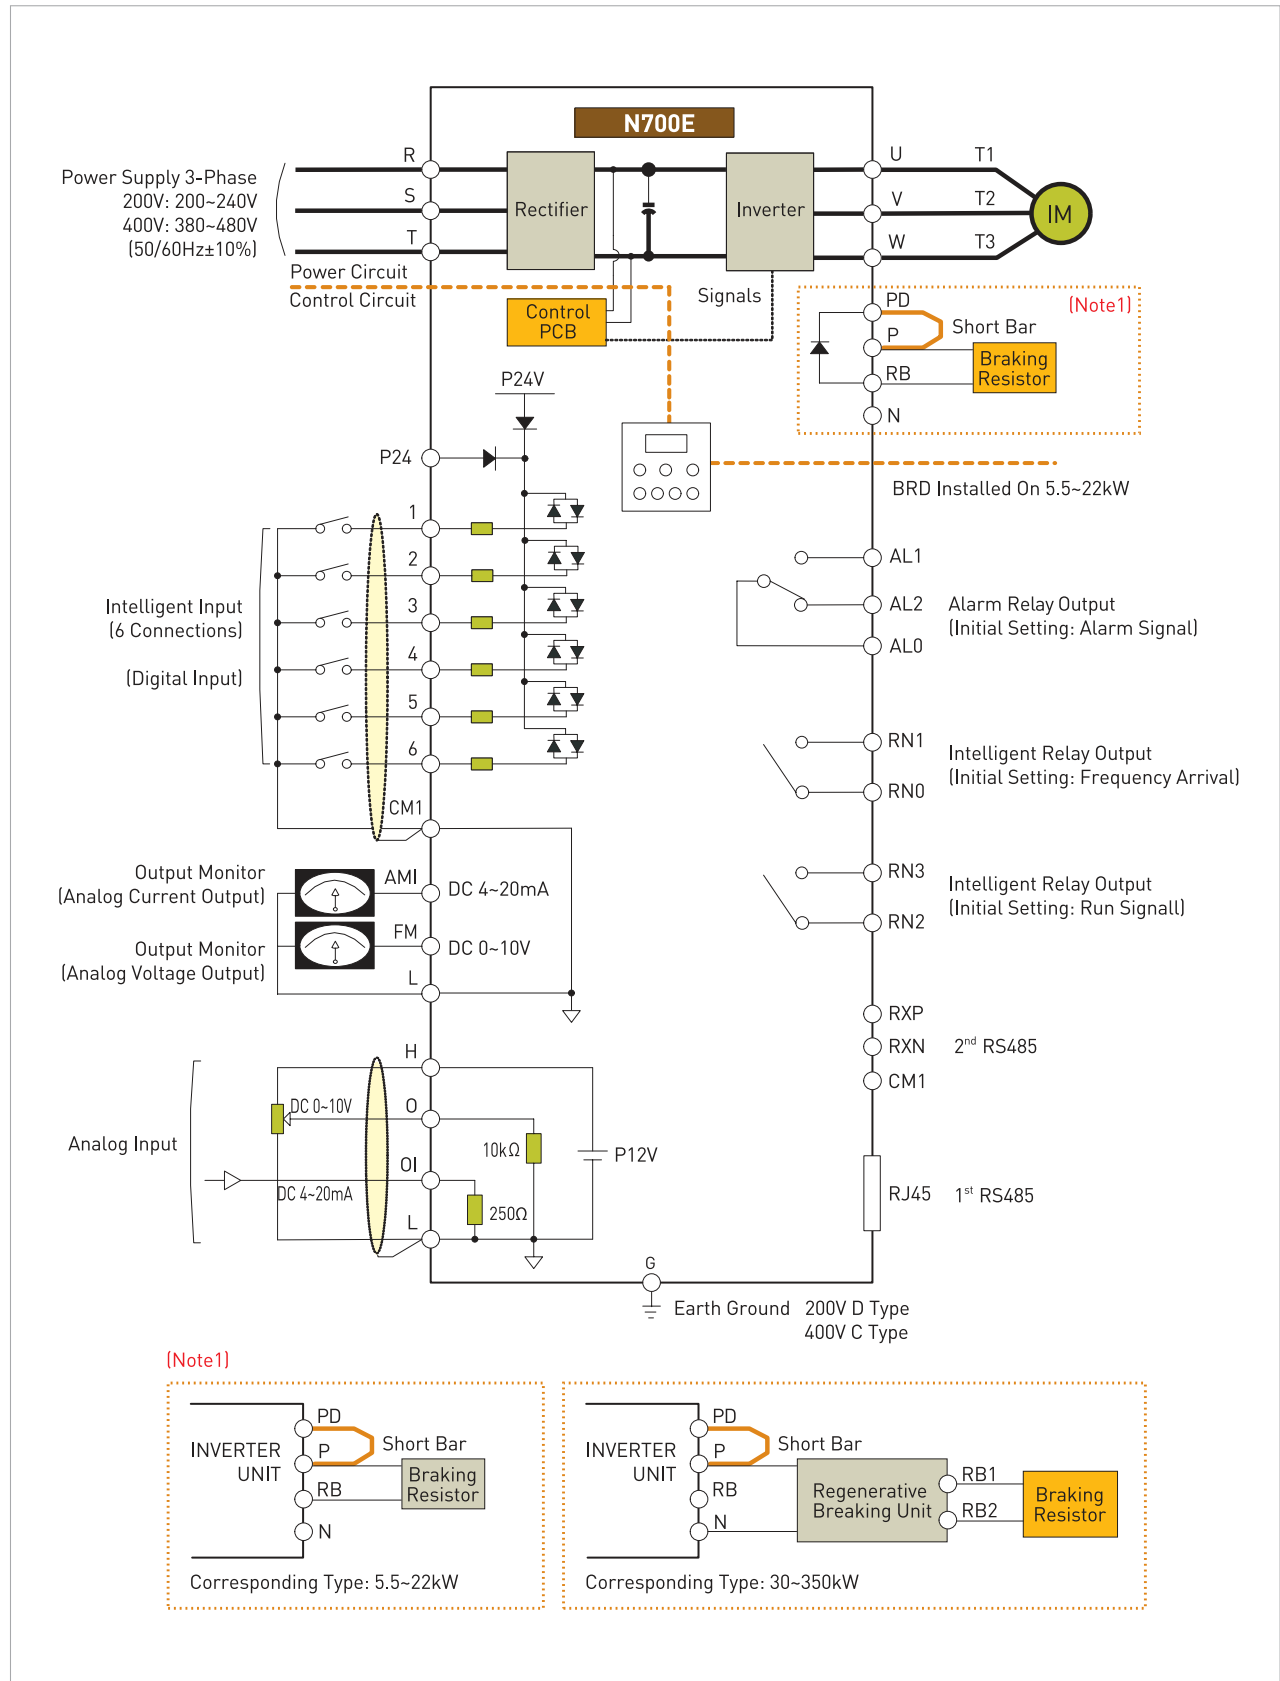 N700E
R
Power Supply 3-Phase
200V: 200~240V
400V: 380~480V
(50/60Hz±10%)
S
T
Rectifier
Inverter
U
T1
V
T2
W
T3
IM
Power Circuit
Control Circuit
Control
PCB
Signals
(Note1)
PD
P
Short Bar
RB
Braking
Resistor
N
BRD Installed On 5.5~22kW
P24V
P24
1
2
3
4
5
6
Intelligent Input
(6 Connections)
(Digital Input)
CM1
AL1
AL2
AL0
Alarm Relay Output
(Initial Setting: Alarm Signal)
RN1
RN0
Intelligent Relay Output
(Initial Setting: Frequency Arrival)
RN3
RN2
Intelligent Relay Output
(Initial Setting: Run Signall)
Output Monitor
(Analog Current Output)
AMI
DC 4~20mA
Output Monitor
(Analog Voltage Output)
FM
DC 0~10V
L
RXP
RXN
2nd RS485
CM1
H
DC 0~10V
O
Analog Input
10kΩ
P12V
OI
DC 4~20mA
250Ω
L
RJ45
1st RS485
G
Earth Ground
200V D Type
400V C Type
(Note1)
INVERTER
UNIT
PD
P
Short Bar
RB
Braking
Resistor
N
Corresponding Type: 5.5~22kW
INVERTER
UNIT
PD
P
Short Bar
RB
N
Regenerative
Breaking Unit
RB1
RB2
Braking
Resistor
Corresponding Type: 30~350kW